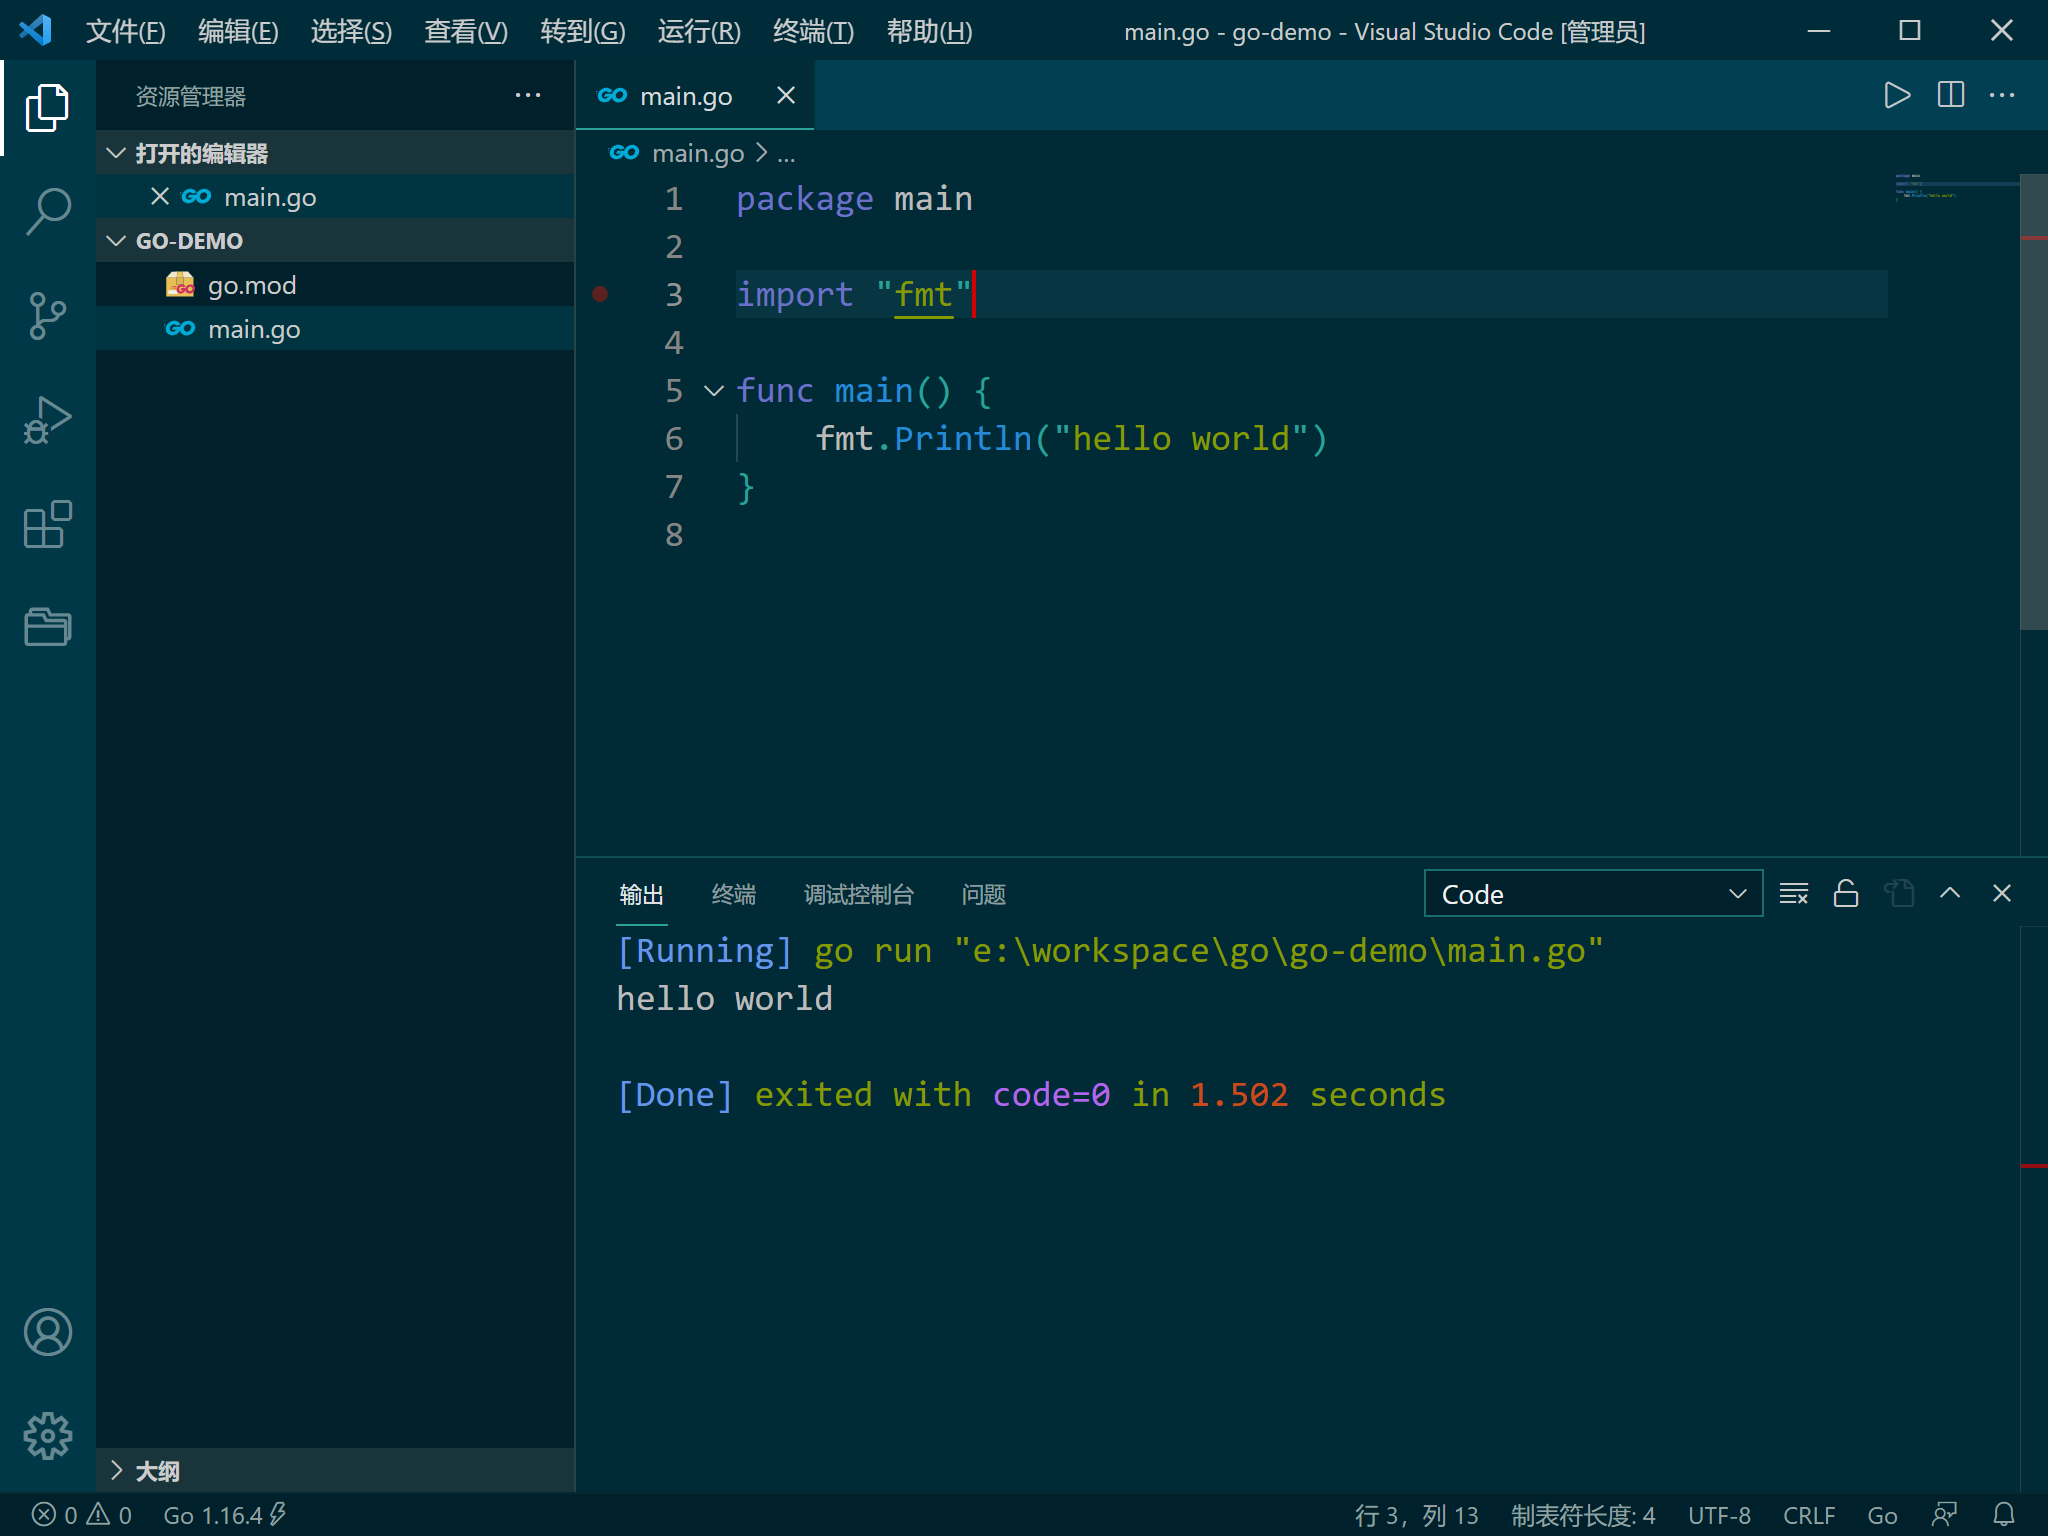 文件(F) 编辑(E) 选择(S) 查看(V) 转到(G) 运行(R) 终端(T) 帮助(H) main.go - go-demo - Visual Studio Code [管理员]
资源管理器
打开的编辑器
main.go
GO-DEMO
go.mod
main.go
大纲
main.go
main.go > ...
1 package main
2
3 import "fmt"
4
5 func main() {
6 fmt.Println("hello world")
7 }
8
输出 终端 调试控制台 问题 Code
[Running] go run "e:\workspace\go\go-demo\main.go"
hello world
[Done] exited with code=0 in 1.502 seconds
0 0 Go 1.16.4 行 3，列 13 制表符长度: 4 UTF-8 CRLF Go